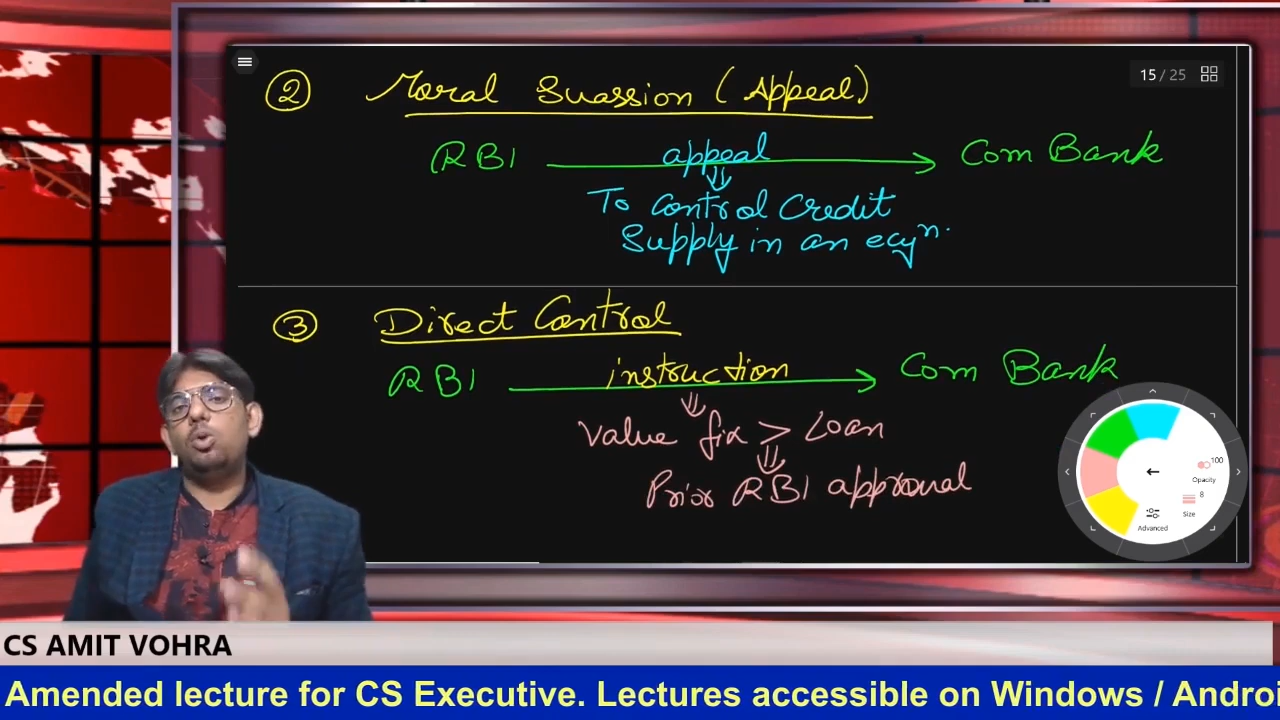 15 / 25
② Moral Suassion (Appeal)
RBI appeal Com Bank
To Control Credit
Supply in an ecyⁿ.
③ Direct Control
RBI instruction Com Bank
Value fix > Loan
Prior RBI approval
100
Opacity
8
Size
Advanced
CS AMIT VOHRA
Amended lecture for CS Executive. Lectures accessible on Windows / Androi